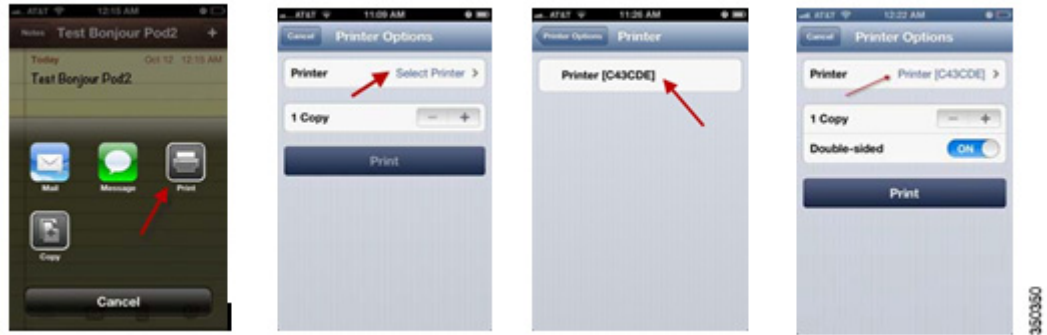 AT&T 12:15 AM
Notes Test Bonjour Pod2 +
Today Oct 12 12:15 AM
Test Bonjour Pod2
Mail Message Print
Copy
Cancel
AT&T 11:09 AM
Cancel Printer Options
Printer Select Printer >
1 Copy - +
Print
AT&T 11:26 AM
Printer Options Printer
Printer [C43CDE]
AT&T 12:22 AM
Cancel Printer Options
Printer Printer [C43CDE] >
1 Copy - +
Double-sided ON
Print
350350